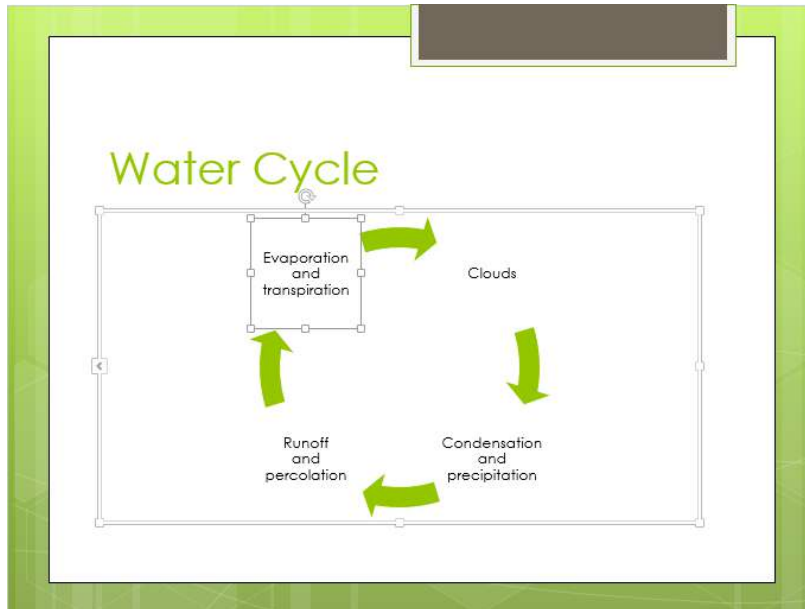 Water Cycle
Evaporation
and
transpiration
Clouds
Condensation
and
precipitation
Runoff
and
percolation